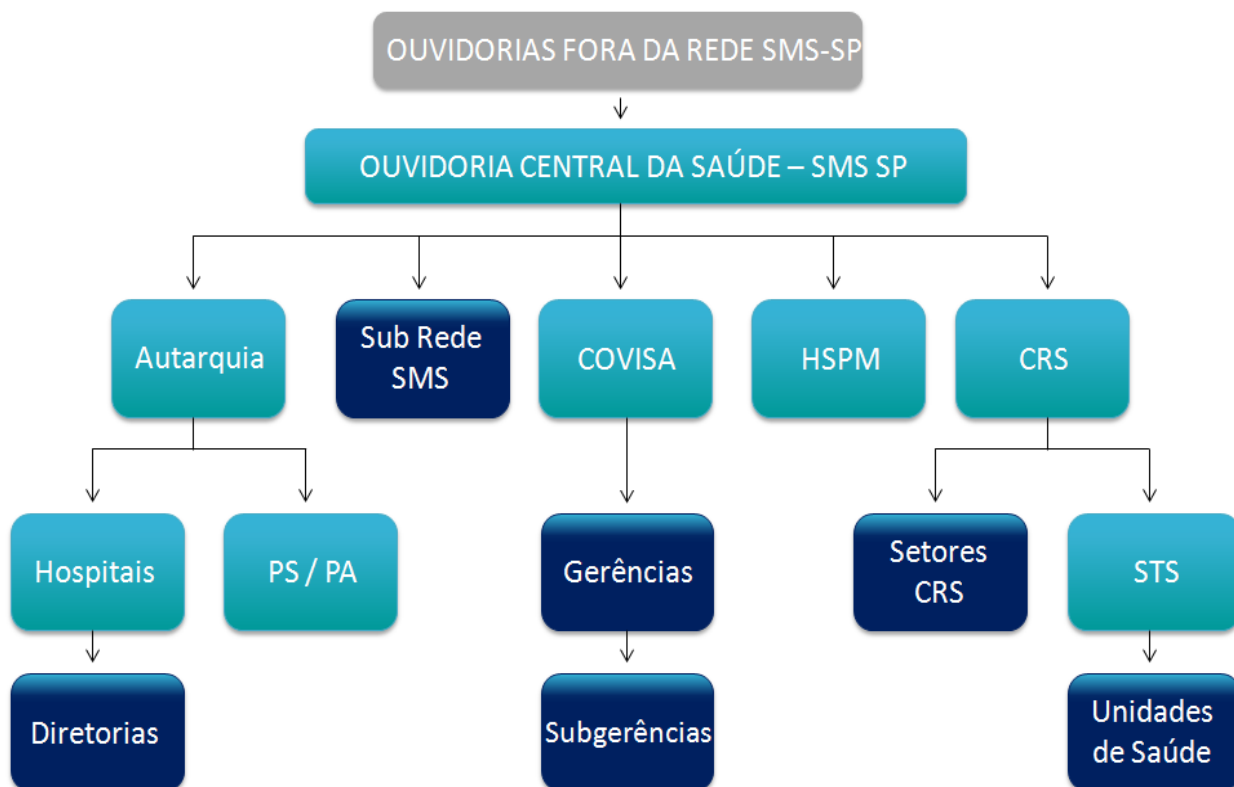 OUVIDORIAS FORA DA REDE SMS-SP
OUVIDORIA CENTRAL DA SAÚDE – SMS SP
Autarquia
Sub Rede
SMS
COVISA
HSPM
CRS
Hospitais
PS / PA
Gerências
Setores
CRS
STS
Diretorias
Subgerências
Unidades
de Saúde